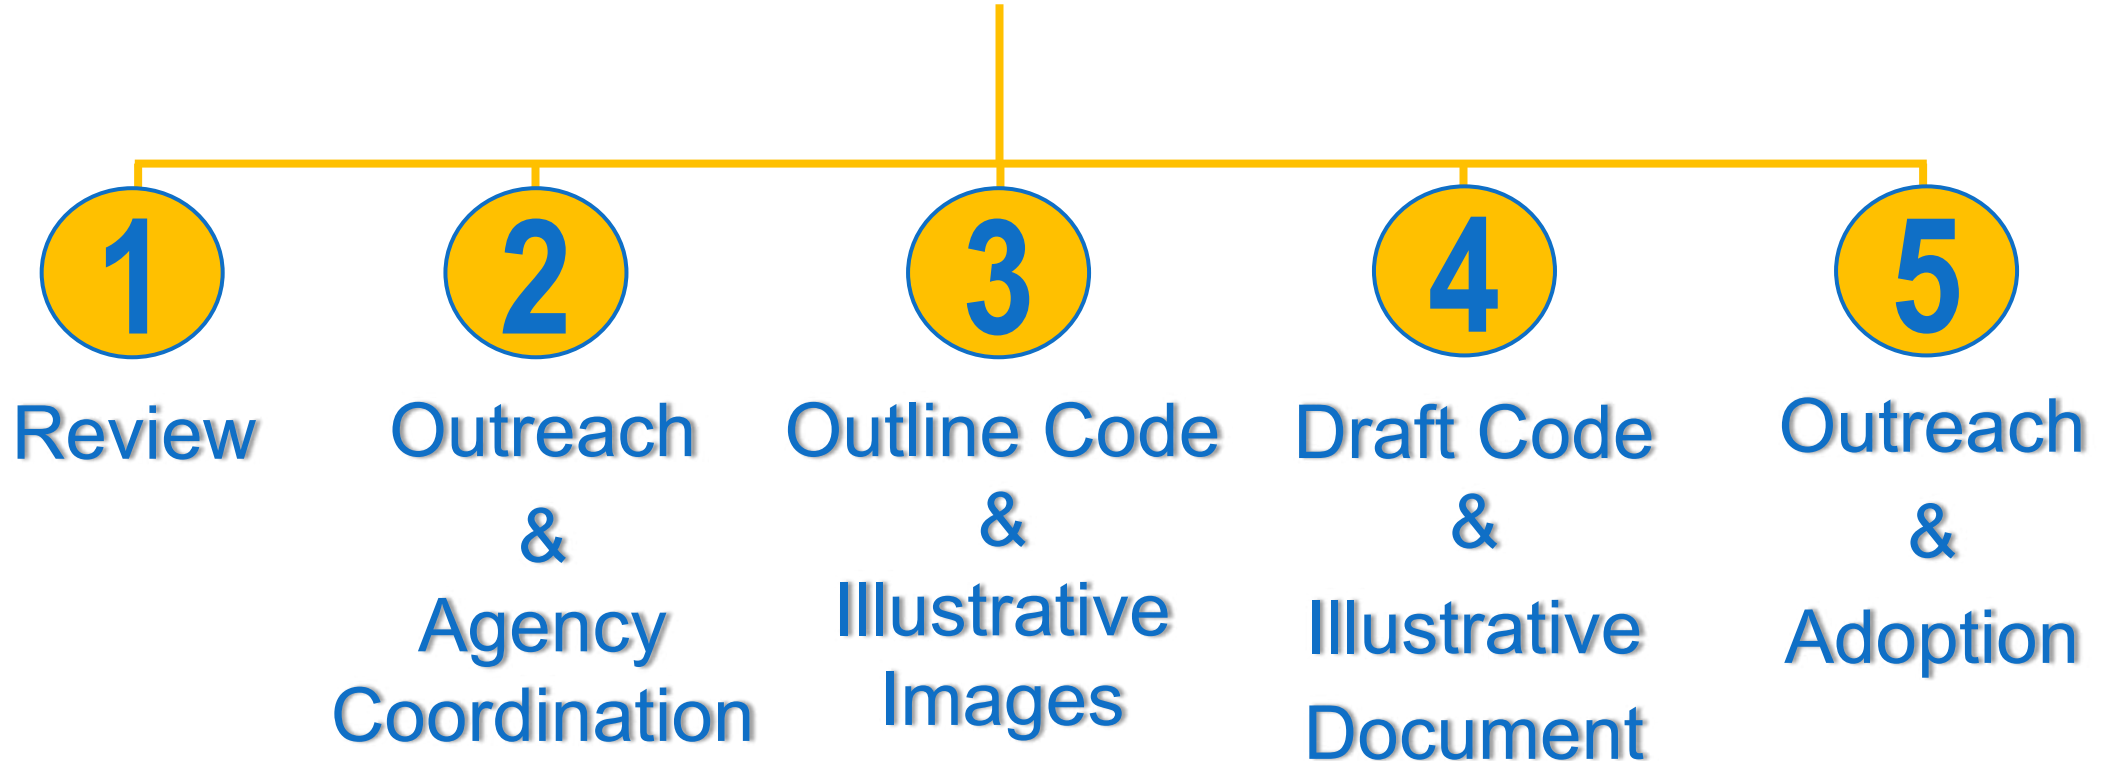 1
Review
2
Outreach
&
Agency
Coordination
3
Outline Code
&
Illustrative
Images
4
Draft Code
&
Illustrative
Document
5
Outreach
&
Adoption